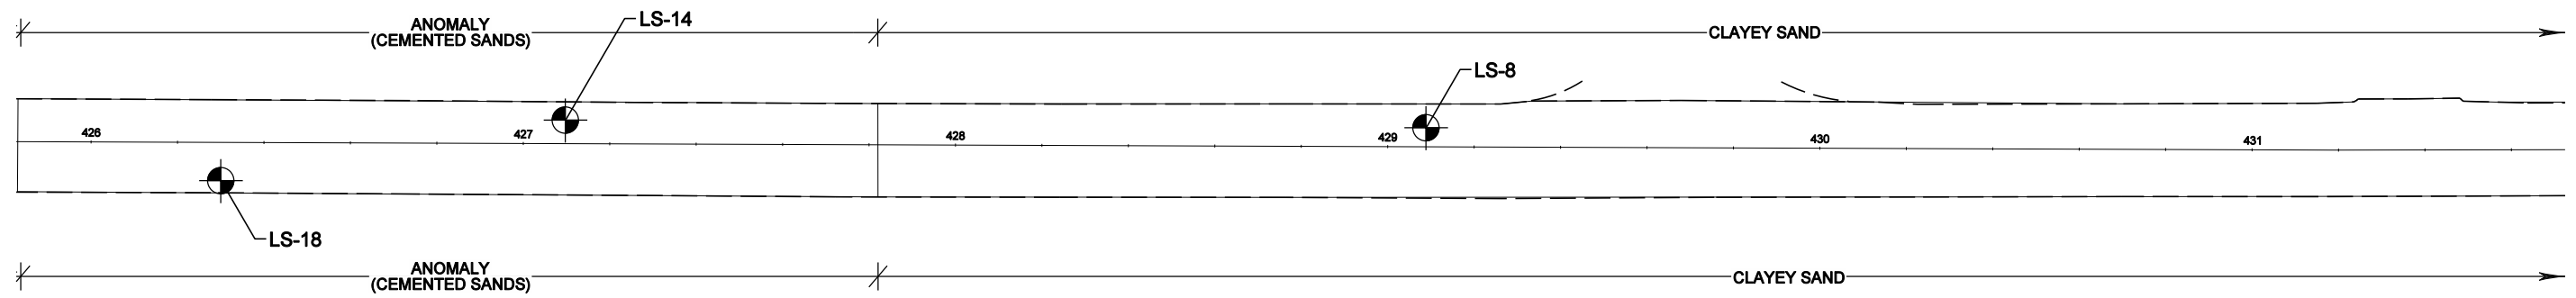 ANOMALY
(CEMENTED SANDS)
LS-14
CLAYEY SAND
LS-8
426
427
428
429
430
431
LS-18
ANOMALY
(CEMENTED SANDS)
CLAYEY SAND